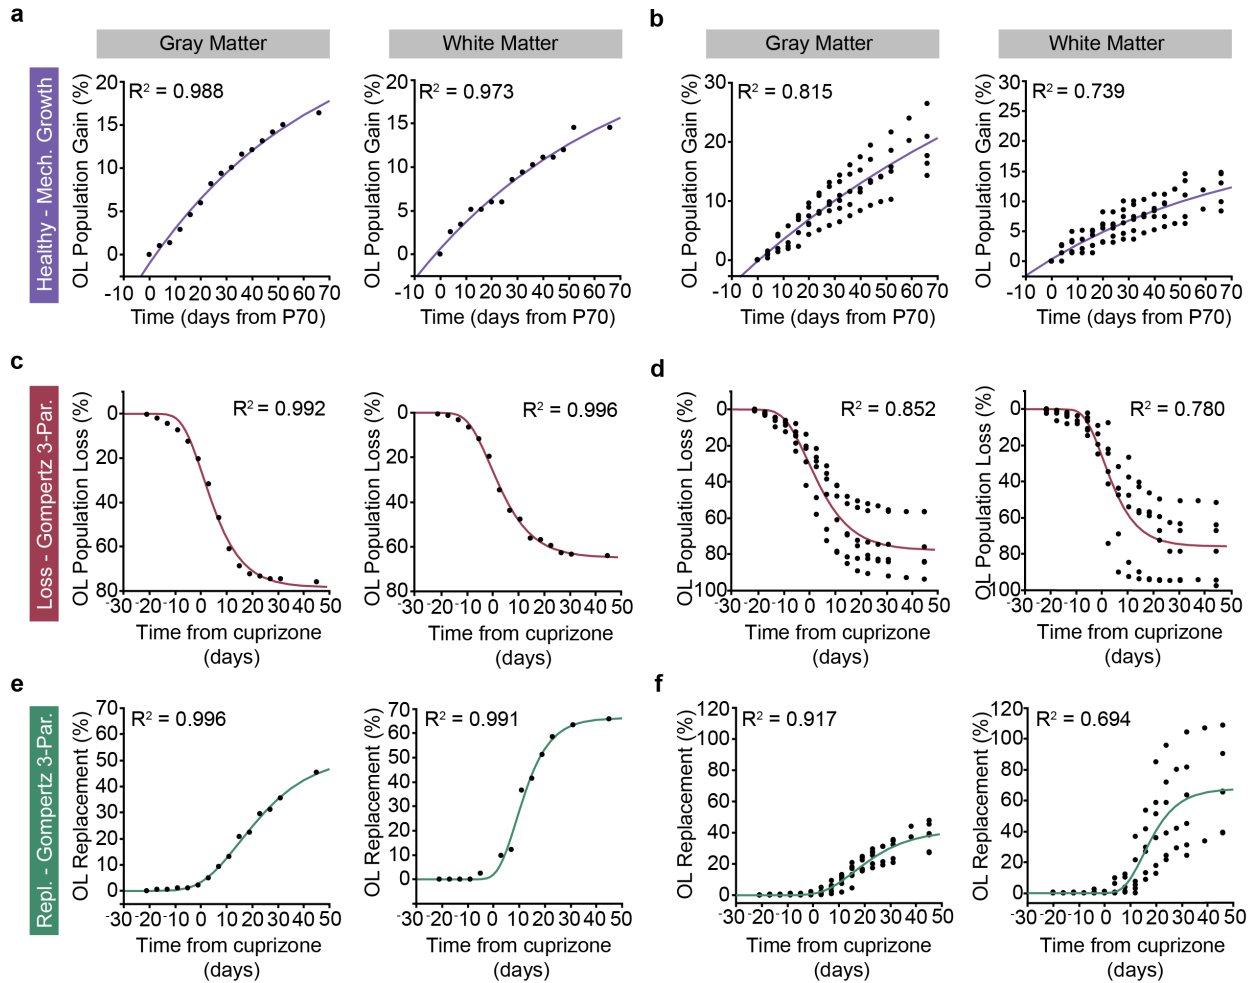 a
Gray Matter
White Matter
b
Gray Matter
White Matter
Healthy - Mech. Growth
OL Population Gain (%)
20
15
10
5
0
R² = 0.988
-10 0 10 20 30 40 50 60 70
Time (days from P70)
OL Population Gain (%)
20
15
10
5
0
R² = 0.973
-10 0 10 20 30 40 50 60 70
Time (days from P70)
OL Population Gain (%)
30
20
10
0
R² = 0.815
-10 0 10 20 30 40 50 60 70
Time (days from P70)
OL Population Gain (%)
30
25
20
15
10
5
0
R² = 0.739
-10 0 10 20 30 40 50 60 70
Time (days from P70)
c
d
Loss - Gompertz 3-Par.
OL Population Loss (%)
0
20
40
60
80
R² = 0.992
-30 -20 -10 0 10 20 30 40 50
Time from cuprizone
(days)
OL Population Loss (%)
0
20
40
60
80
R² = 0.996
-30 -20 -10 0 10 20 30 40 50
Time from cuprizone
(days)
OL Population Loss (%)
0
20
40
60
80
100
R² = 0.852
-30 -20 -10 0 10 20 30 40 50
Time from cuprizone
(days)
OL Population Loss (%)
0
20
40
60
80
100
R² = 0.780
-30 -20 -10 0 10 20 30 40 50
Time from cuprizone
(days)
e
f
Repl. - Gompertz 3-Par.
OL Replacement (%)
70
60
50
40
30
20
10
0
R² = 0.996
-30 -20 -10 0 10 20 30 40 50
Time from cuprizone
(days)
OL Replacement (%)
70
60
50
40
30
20
10
0
R² = 0.991
-30 -20 -10 0 10 20 30 40 50
Time from cuprizone
(days)
OL Replacement (%)
120
100
80
60
40
20
0
R² = 0.917
-30 -20 -10 0 10 20 30 40 50
Time from cuprizone
(days)
OL Replacement (%)
120
100
80
60
40
20
0
R² = 0.694
-30 -20 -10 0 10 20 30 40 50
Time from cuprizone
(days)